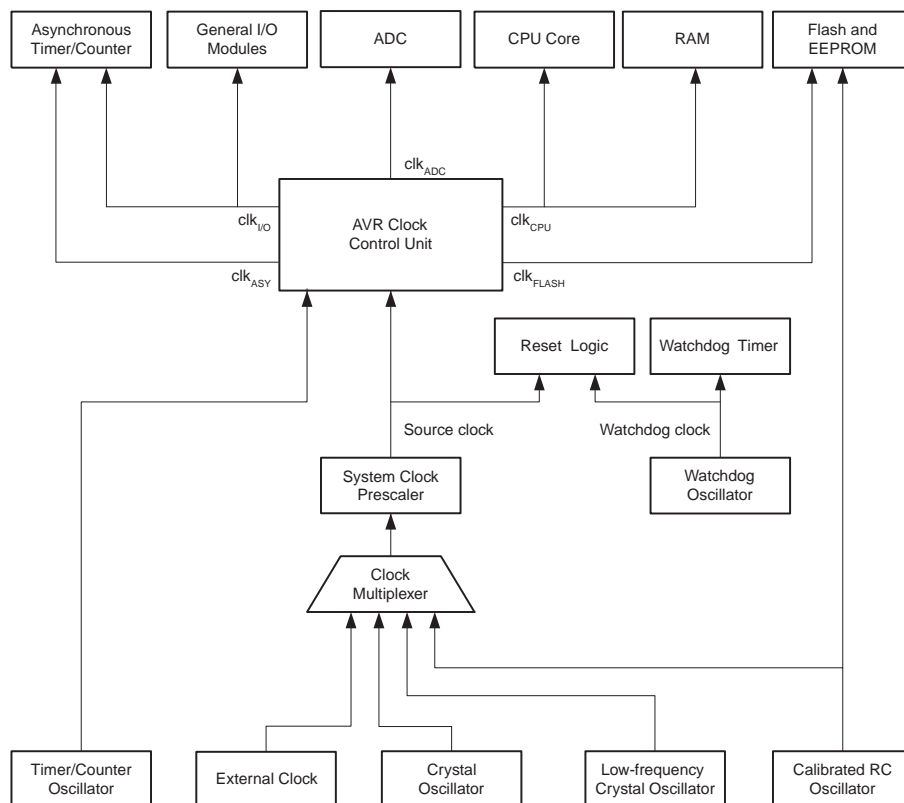 Asynchronous
Timer/Counter
General I/O
Modules
ADC
CPU Core
RAM
Flash and
EEPROM
clkADC
AVR Clock
Control Unit
clkI/O
clkCPU
clkASY
clkFLASH
Reset Logic
Watchdog Timer
Source clock
Watchdog clock
System Clock
Prescaler
Watchdog
Oscillator
Clock
Multiplexer
Timer/Counter
Oscillator
External Clock
Crystal
Oscillator
Low-frequency
Crystal Oscillator
Calibrated RC
Oscillator